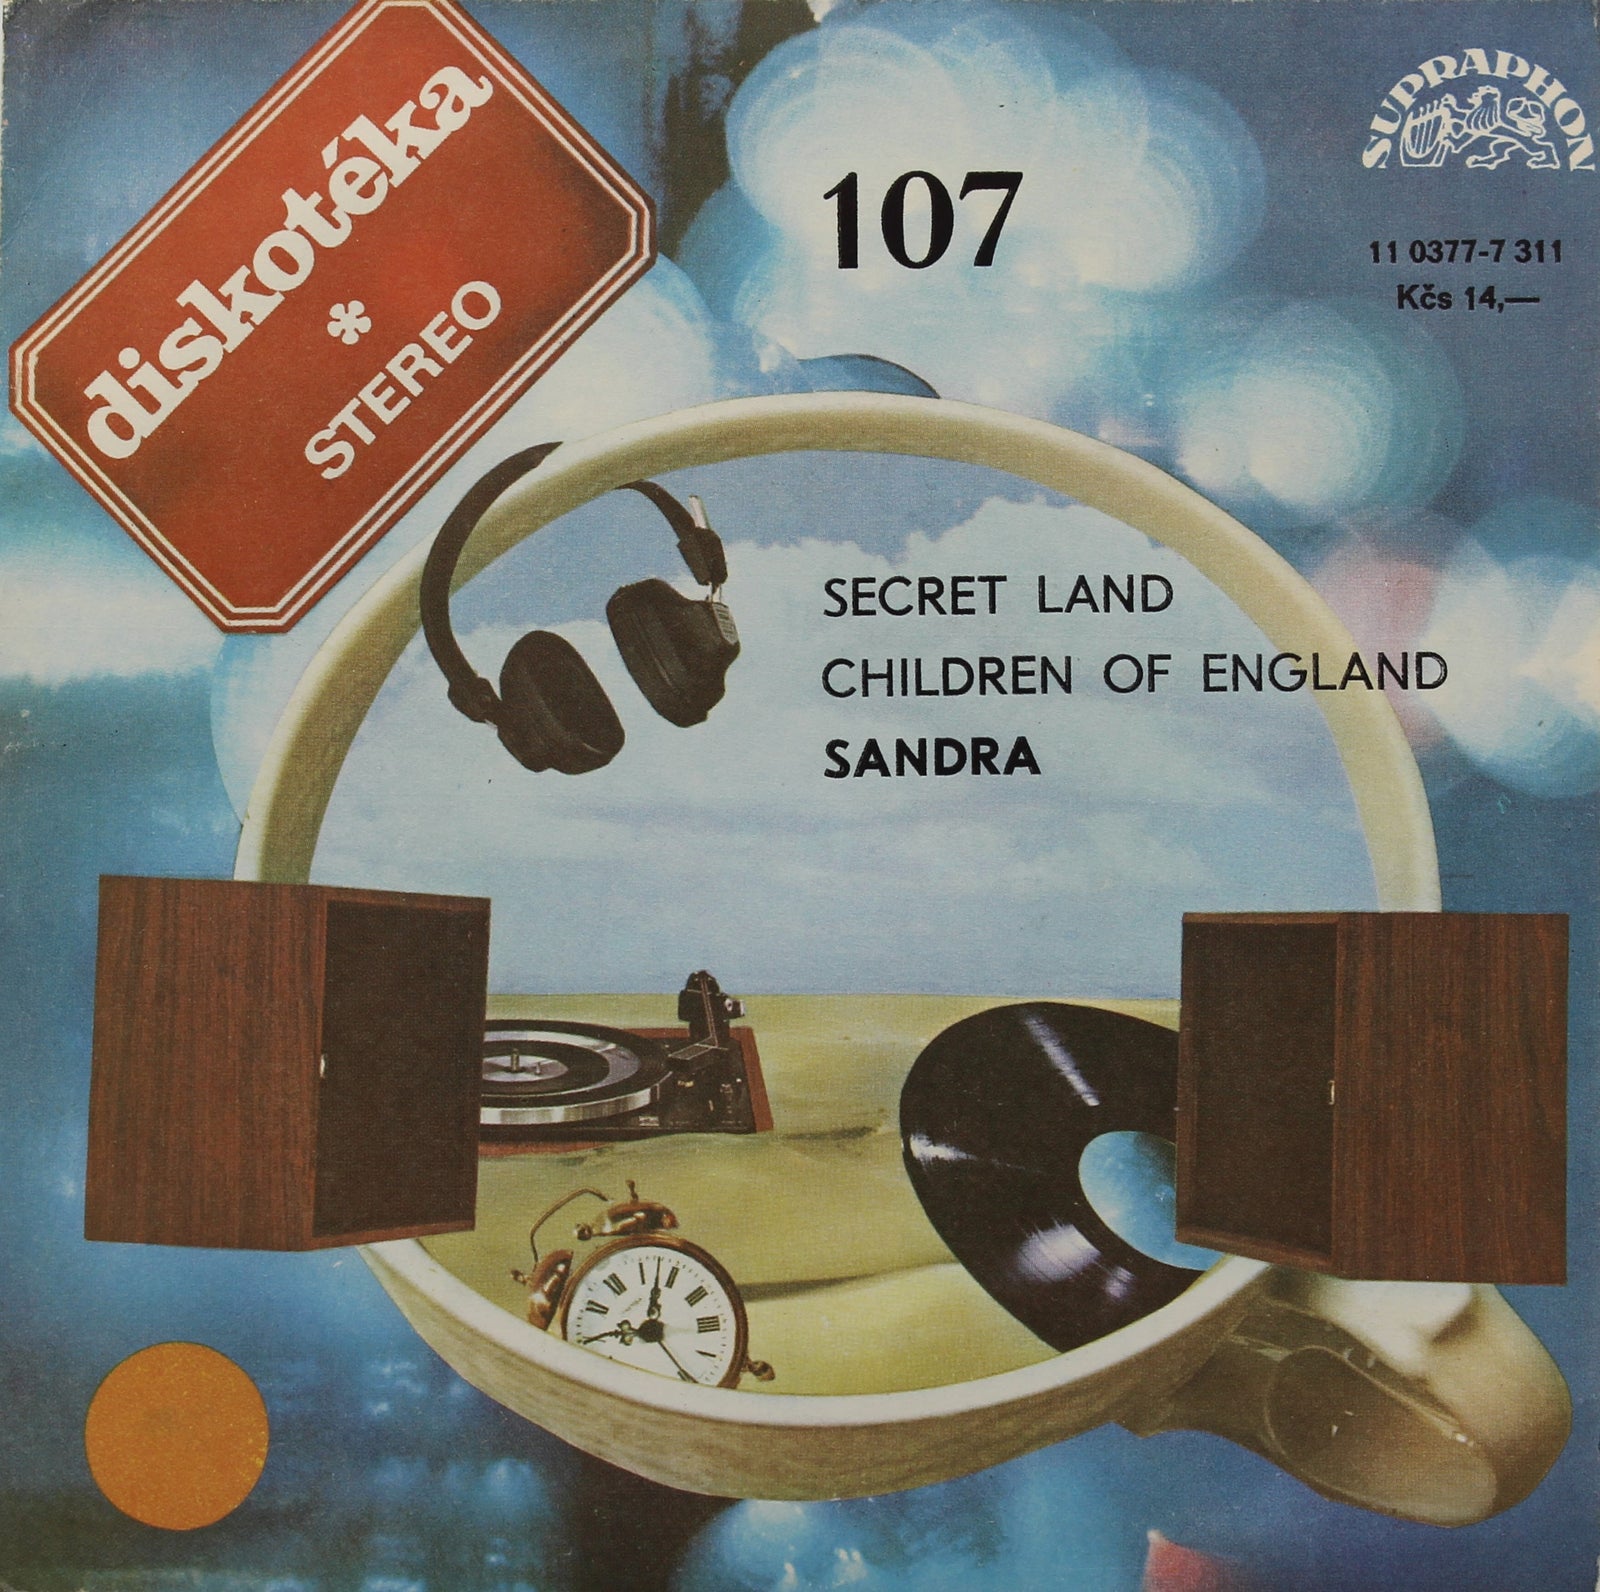 diskotéka
*
STEREO
SUPRAPHON
107
11 0377-7 311
Kčs 14,—
SECRET LAND
CHILDREN OF ENGLAND
SANDRA